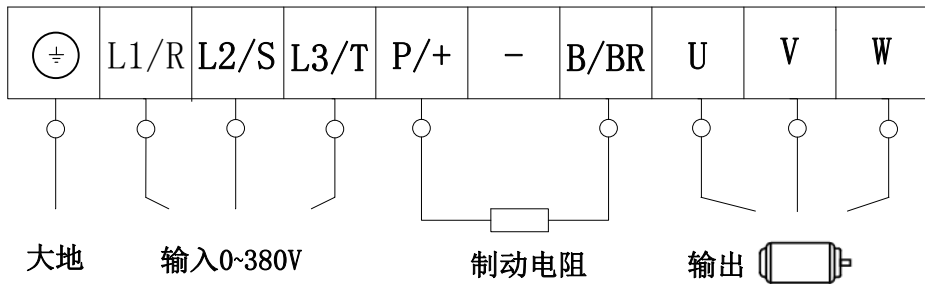 L1/R L2/S L3/T P/+ - B/BR U V W
大地 输入0~380V 制动电阻 输出